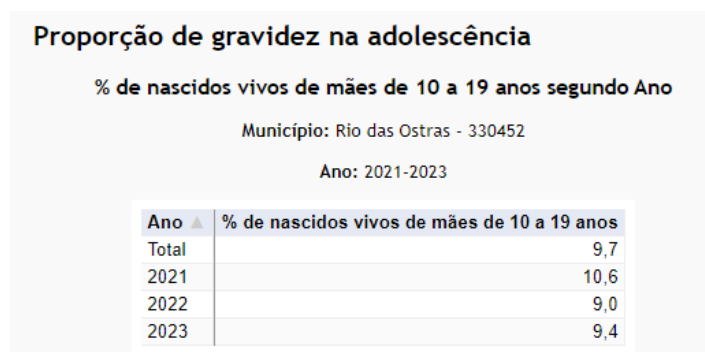 Proporção de gravidez na adolescência
% de nascidos vivos de mães de 10 a 19 anos segundo Ano
Município: Rio das Ostras - 330452
Ano: 2021-2023
Ano % de nascidos vivos de mães de 10 a 19 anos
Total 9,7
2021 10,6
2022 9,0
2023 9,4